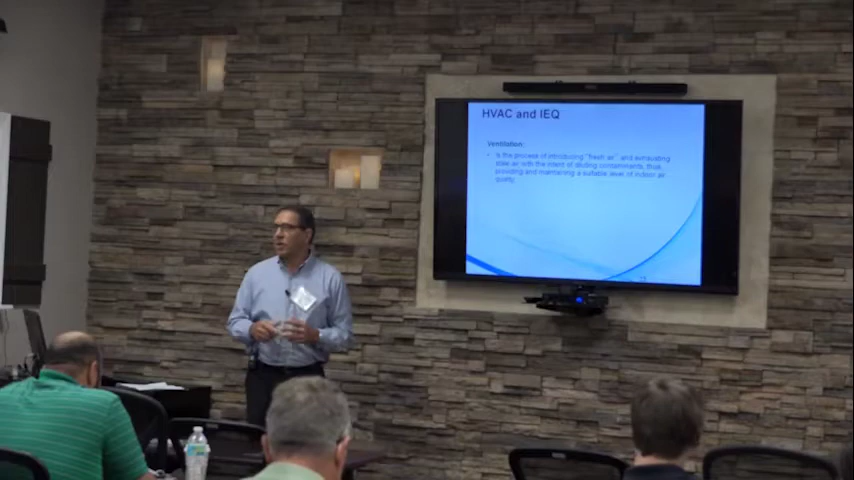 HVAC and IEQ
Ventilation:
• Is the process of introducing "fresh air" and exhausting
stale air with the intent of diluting contaminants, thus
providing and maintaining a suitable level of indoor air
quality.